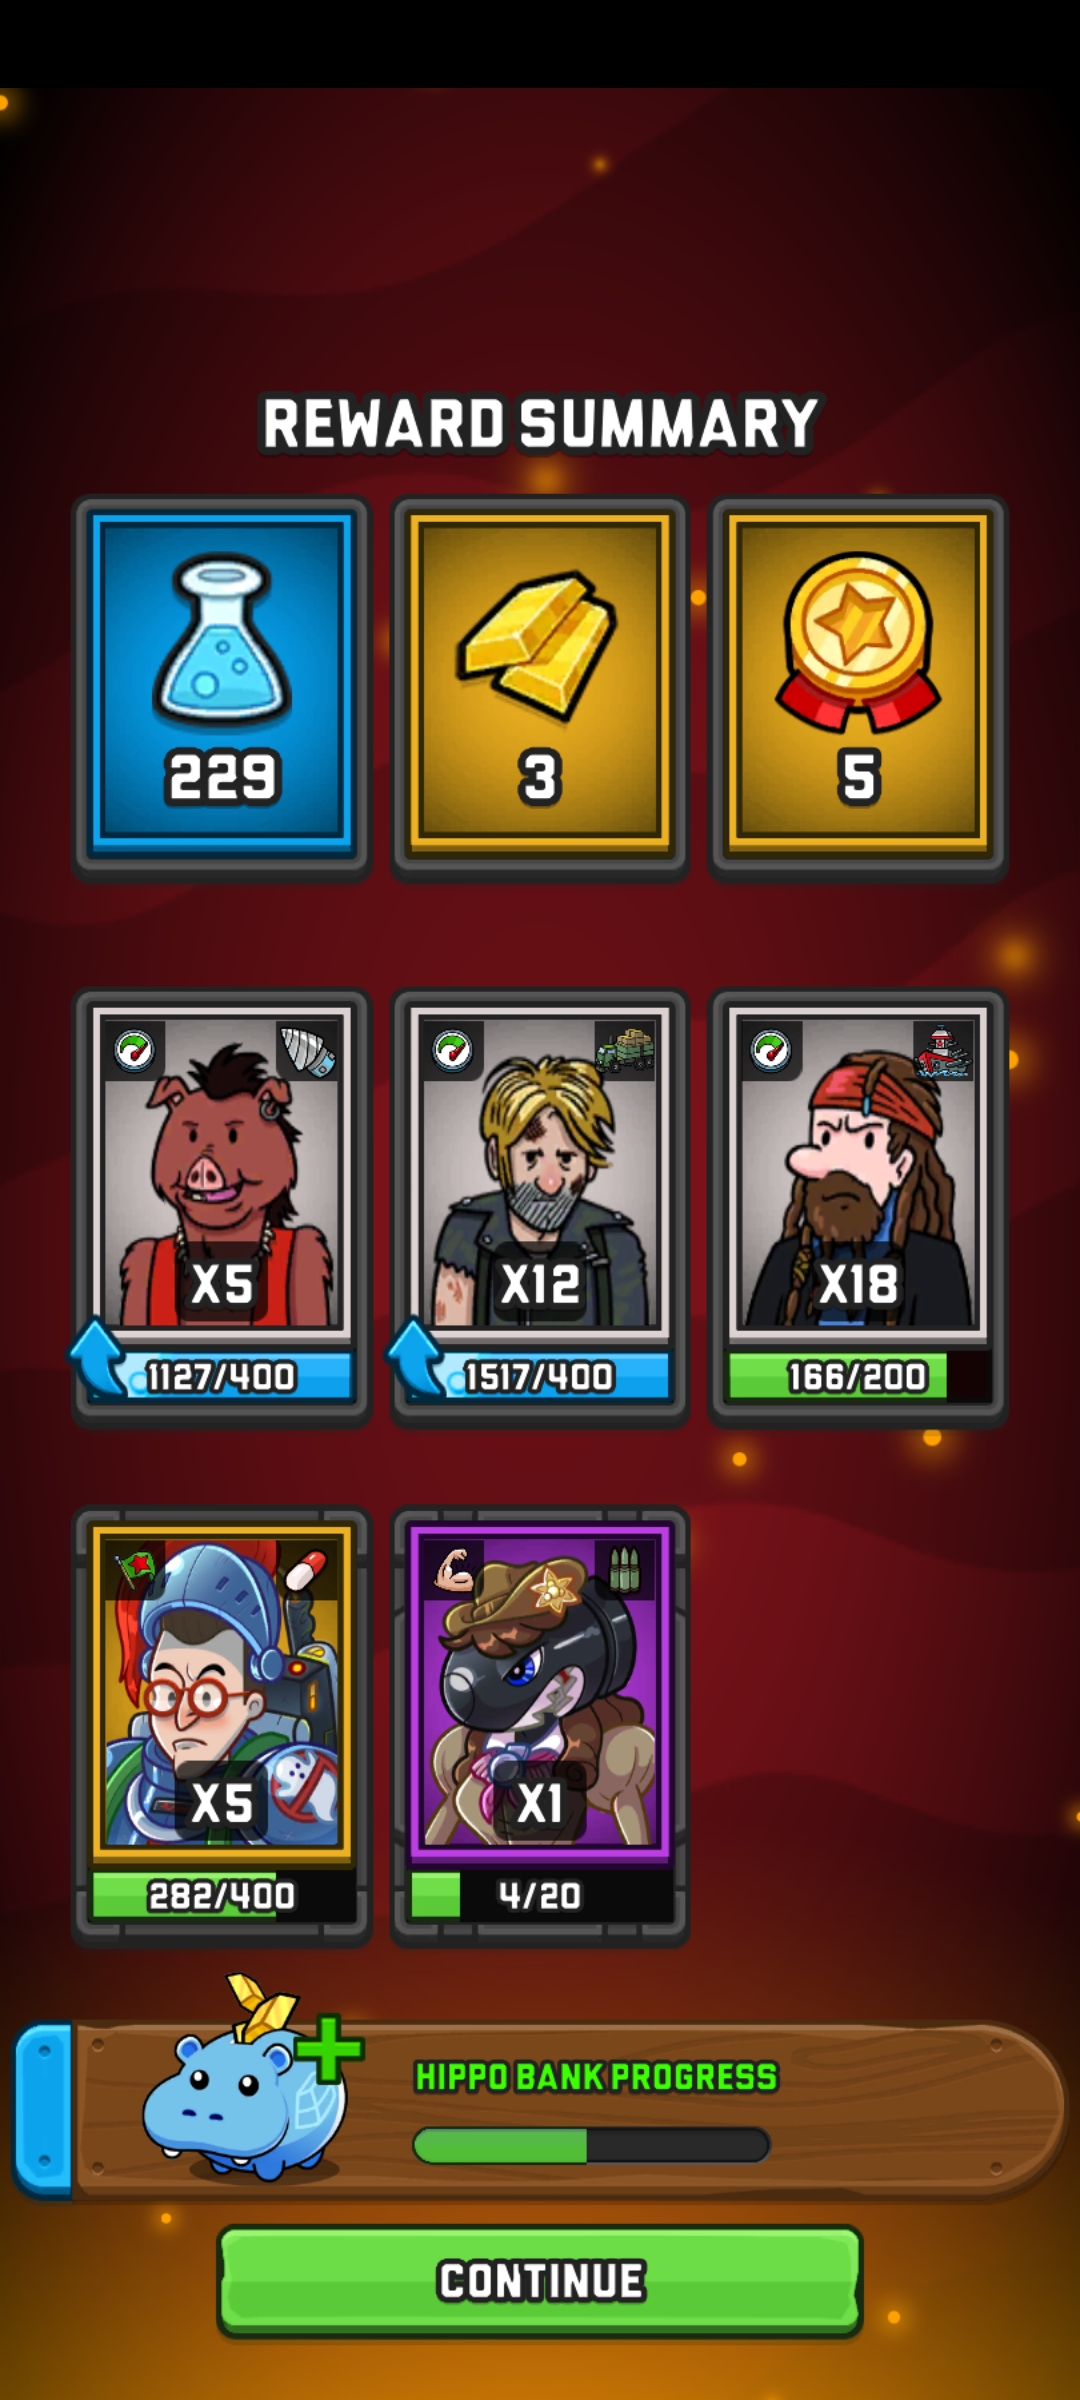 REWARD SUMMARY
229
3
5
X5
X12
X18
1127/400
1517/400
166/200
X5
X1
282/400
4/20
HIPPO BANK PROGRESS
CONTINUE